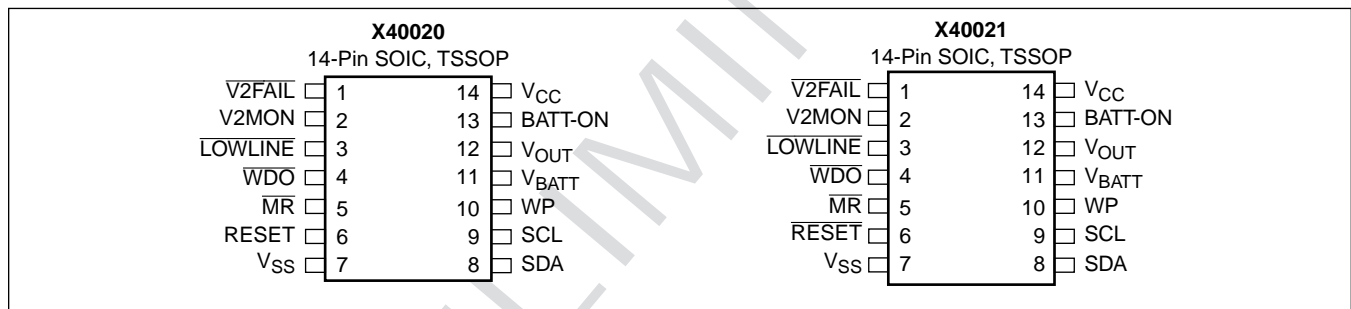 X40020
14-Pin SOIC, TSSOP
V2FAIL 1 14 VCC
V2MON 2 13 BATT-ON
LOWLINE 3 12 VOUT
WDO 4 11 VBATT
MR 5 10 WP
RESET 6 9 SCL
VSS 7 8 SDA
X40021
14-Pin SOIC, TSSOP
V2FAIL 1 14 VCC
V2MON 2 13 BATT-ON
LOWLINE 3 12 VOUT
WDO 4 11 VBATT
MR 5 10 WP
RESET 6 9 SCL
VSS 7 8 SDA